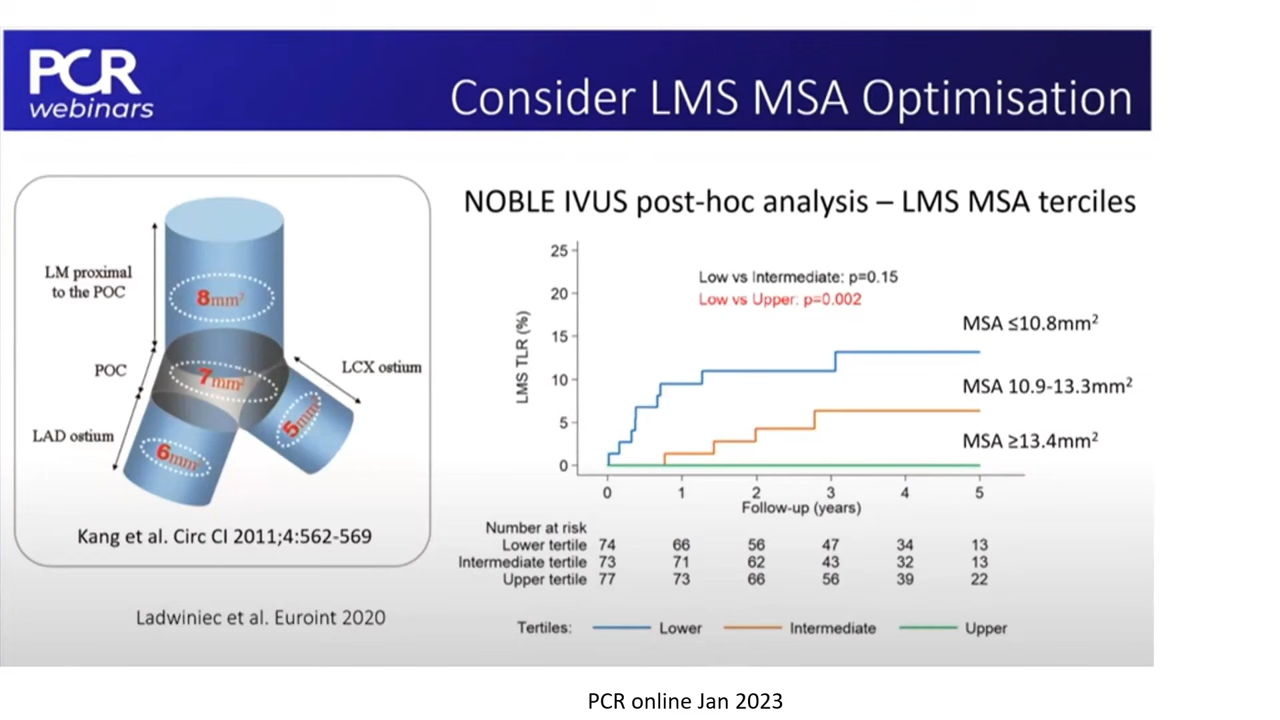 PCR
webinars
Consider LMS MSA Optimisation
LM proximal
to the POC
8mm²
POC
7mm²
LCX ostium
5mm²
LAD ostium
6mm²
Kang et al. Circ CI 2011;4:562-569
Ladwiniec et al. Euroint 2020
NOBLE IVUS post-hoc analysis – LMS MSA terciles
LMS TLR (%)
25
20
15
10
5
0
Low vs Intermediate: p=0.15
Low vs Upper: p=0.002
MSA ≤10.8mm²
MSA 10.9-13.3mm²
MSA ≥13.4mm²
0 1 2 3 4 5
Follow-up (years)
Number at risk
Lower tertile 74 66 56 47 34 13
Intermediate tertile 73 71 62 43 32 13
Upper tertile 77 73 66 56 39 22
Tertiles: Lower Intermediate Upper
PCR online Jan 2023